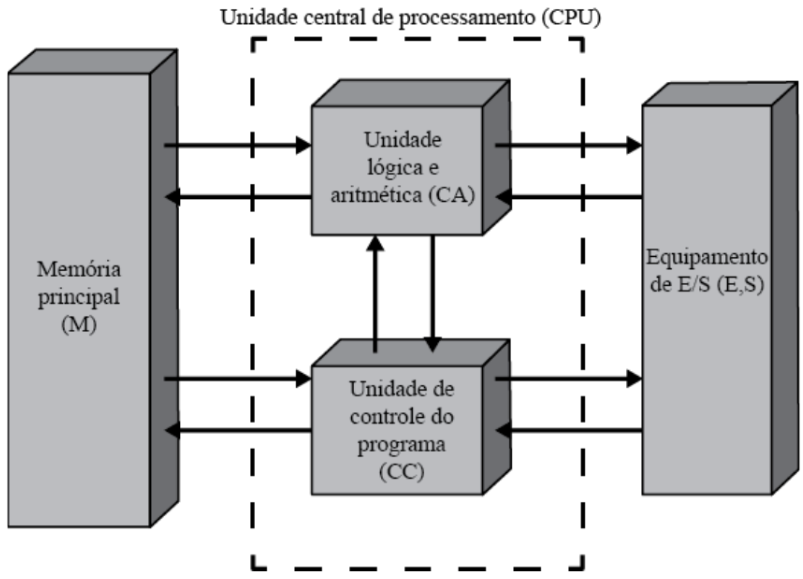 Unidade central de processamento (CPU)
Memória
principal
(M)
Unidade
lógica e
aritmética (CA)
Unidade de
controle do
programa
(CC)
Equipamento
de E/S (E,S)